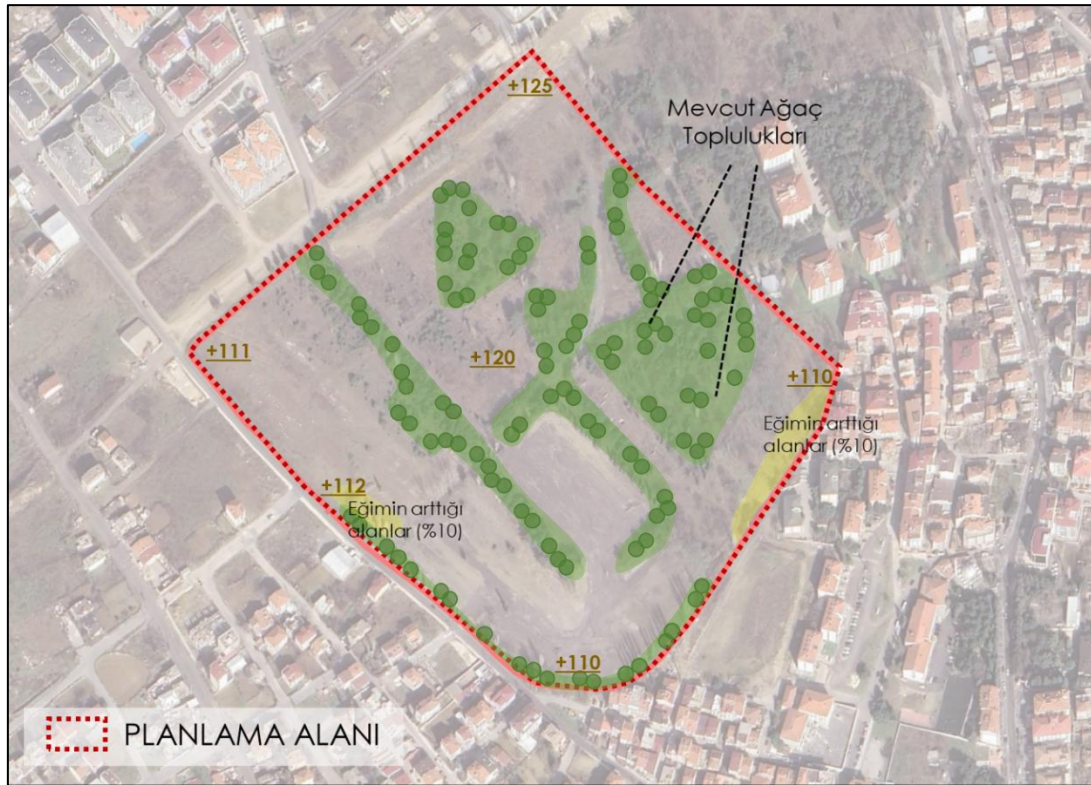 +125
Mevcut Ağaç
Toplulukları
+111
+120
+110
Eğimin arttığı
alanlar (%10)
+112
Eğimin arttığı
alanlar (%10)
+110
PLANLAMA ALANI